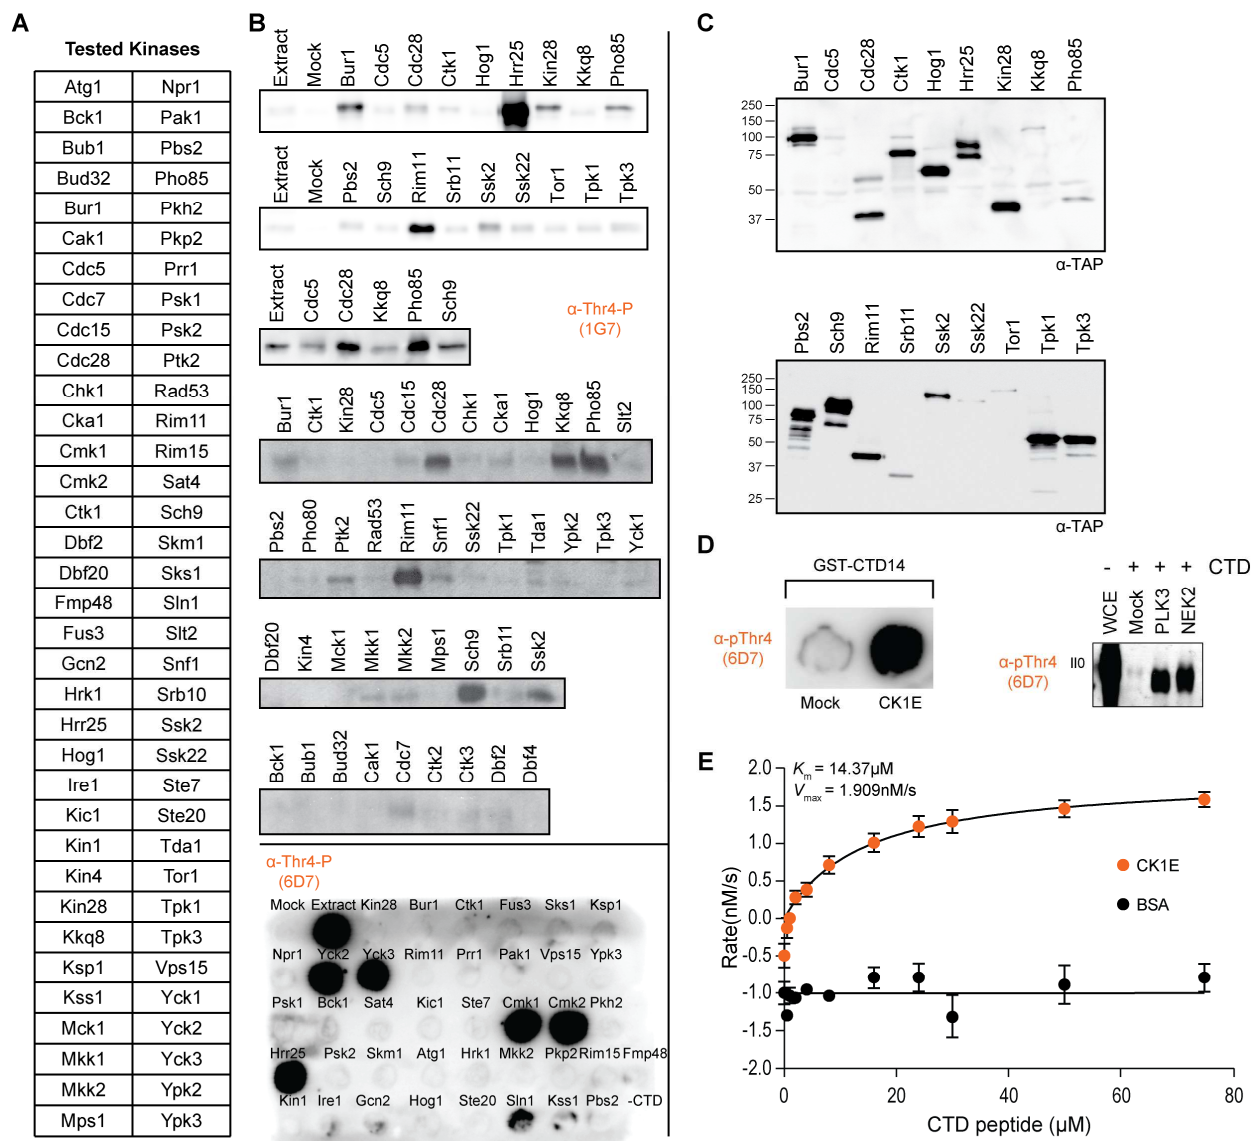 A
Tested Kinases
Atg1 Npr1
Bck1 Pak1
Bub1 Pbs2
Bud32 Pho85
Bur1 Pkh2
Cak1 Pkp2
Cdc5 Prr1
Cdc7 Psk1
Cdc15 Psk2
Cdc28 Ptk2
Chk1 Rad53
Cka1 Rim11
Cmk1 Rim15
Cmk2 Sat4
Ctk1 Sch9
Dbf2 Skm1
Dbf20 Sks1
Fmp48 Sln1
Fus3 Slt2
Gcn2 Snf1
Hrk1 Srb10
Hrr25 Ssk2
Hog1 Ssk22
Ire1 Ste7
Kic1 Ste20
Kin1 Tda1
Kin4 Tor1
Kin28 Tpk1
Kkq8 Tpk3
Ksp1 Vps15
Kss1 Yck1
Mck1 Yck2
Mkk1 Yck3
Mkk2 Ypk2
Mps1 Ypk3
B
Extract Mock Bur1 Cdc5 Cdc28 Ctk1 Hog1 Hrr25 Kin28 Kkq8 Pho85
Extract Mock Pbs2 Sch9 Rim11 Srb11 Ssk2 Ssk22 Tor1 Tpk1 Tpk3
Extract Cdc5 Cdc28 Kkq8 Pho85 Sch9
α-Thr4-P
(1G7)
Bur1 Ctk1 Kin28 Cdc5 Cdc15 Cdc28 Chk1 Cka1 Hog1 Kkq8 Pho85 Slt2
Pbs2 Pho80 Ptk2 Rad53 Rim11 Snf1 Ssk22 Tpk1 Tda1 Ypk2 Tpk3 Yck1
Dbf20 Kin4 Mck1 Mkk1 Mkk2 Mps1 Sch9 Srb11 Ssk2
Bck1 Bub1 Bud32 Cak1 Cdc7 Ctk2 Ctk3 Dbf2 Dbf4
α-Thr4-P
(6D7)
Mock Extract Kin28 Bur1 Ctk1 Fus3 Sks1 Ksp1
Npr1 Yck2 Yck3 Rim11 Prr1 Pak1 Vps15 Ypk3
Psk1 Bck1 Sat4 Kic1 Ste7 Cmk1 Cmk2 Pkh2
Hrr25 Psk2 Skm1 Atg1 Hrk1 Mkk2 Pkp2 Rim15 Fmp48
Kin1 Ire1 Gcn2 Hog1 Ste20 Sln1 Kss1 Pbs2 -CTD
C
Bur1 Cdc5 Cdc28 Ctk1 Hog1 Hrr25 Kin28 Kkq8 Pho85
250
150
100
75
50
37
α-TAP
Pbs2 Sch9 Rim11 Srb11 Ssk2 Ssk22 Tor1 Tpk1 Tpk3
250
150
100
75
50
37
25
α-TAP
D
GST-CTD14
α-pThr4
(6D7)
Mock CK1E
- + + + CTD
WCE Mock PLK3 NEK2
α-pThr4
(6D7)
II0
E
Km = 14.37µM
Vmax = 1.909nM/s
Rate(nM/s)
2.0
1.5
1.0
0.5
0.0
-0.5
-1.0
-1.5
-2.0
CK1E
BSA
0 20 40 60 80
CTD peptide (µM)